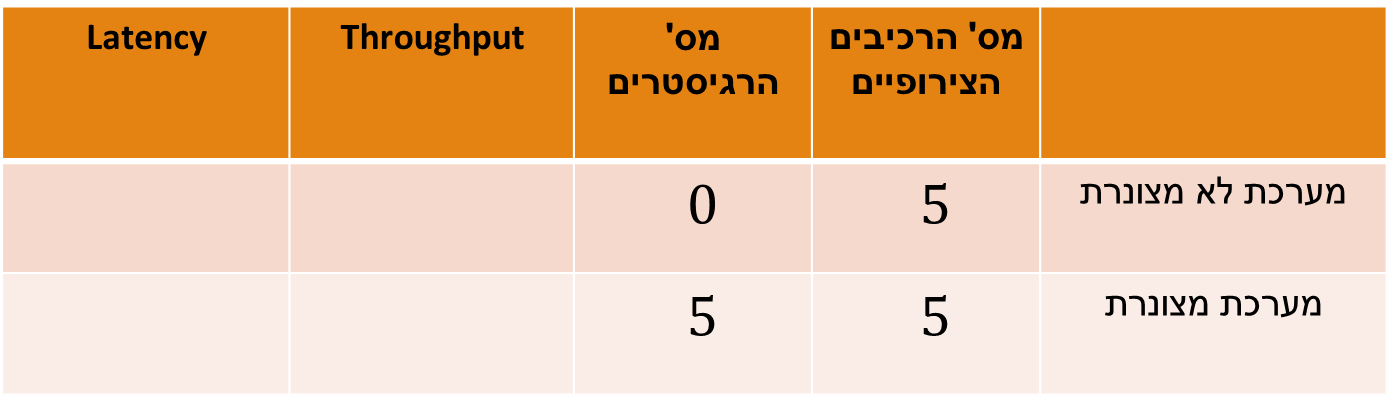 מס' הרכיבים
הצירופיים
מס'
הרגיסטרים
Throughput
Latency
מערכת לא מצונרת
5
0
מערכת מצונרת
5
5